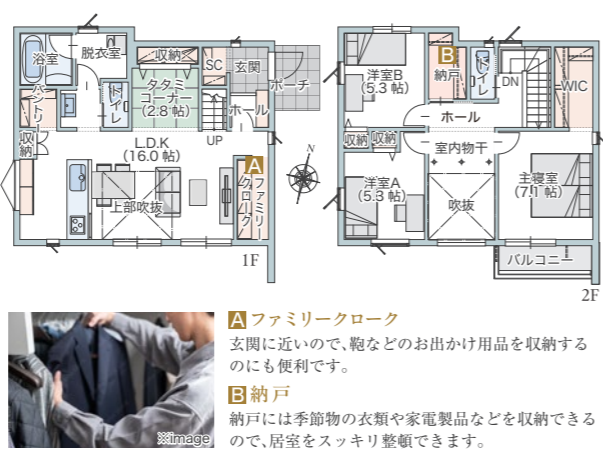 浴室
脱衣室
収納
SC
玄関
ポーチ
パントリー
トイレ
タタミ
コーナー
(2.8帖)
ホール
UP
収納
L.D.K
(16.0帖)
A
ファミリー
クローク
上部吹抜
N
1F
洋室B
(5.3帖)
B
納戸
トイレ
DN
WIC
ホール
収納
収納
室内物干
洋室A
(5.3帖)
吹抜
主寝室
(7.1帖)
バルコニー
2F
※image
A ファミリークローク
玄関に近いので、鞄などのお出かけ用品を収納する
のにも便利です。
B 納戸
納戸には季節物の衣類や家電製品などを収納できる
ので、居室をスッキリ整頓できます。